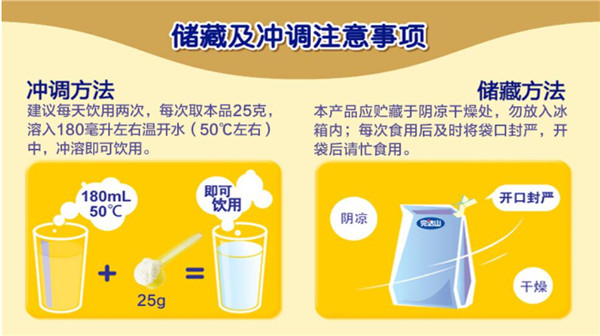 储藏及冲调注意事项
冲调方法
建议每天饮用两次，每次取本品25克，
溶入180毫升左右温开水（50℃左右）
中，冲溶即可饮用。
180mL
50℃
即可
饮用
+
=
25g
储藏方法
本产品应贮藏于阴凉干燥处，勿放入冰
箱内；每次食用后及时将袋口封严，开
袋后请忙食用。
阴凉
完达山
开口封严
干燥